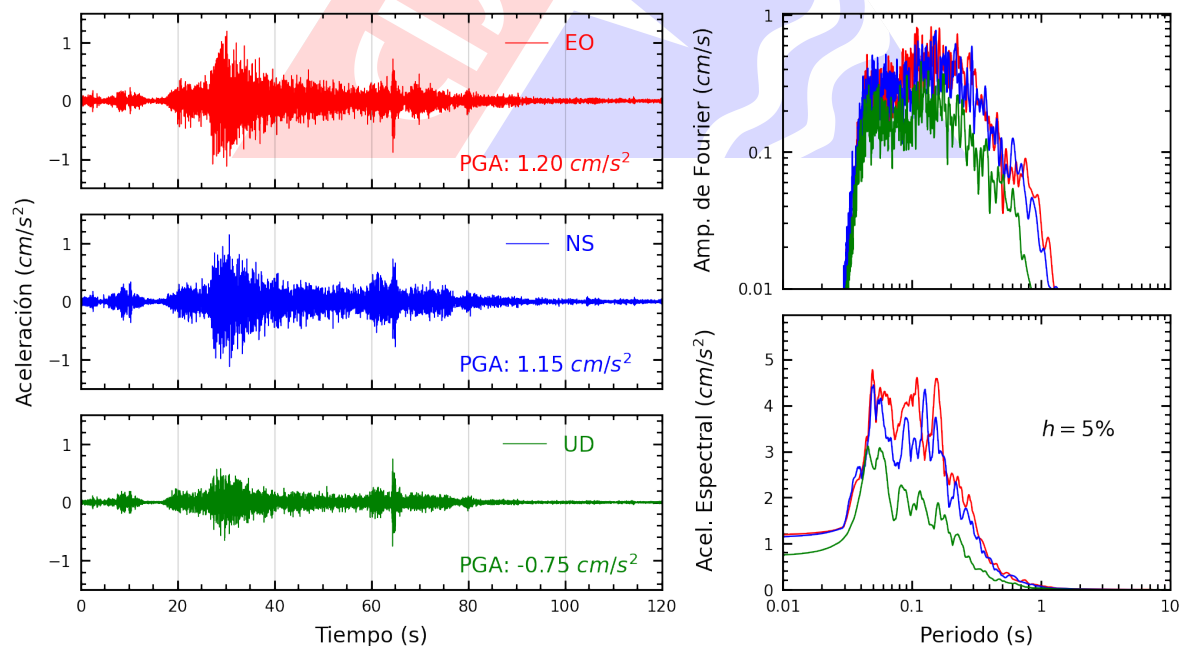 Aceleración (cm/s²)
1
0
−1
EO
PGA: 1.20 cm/s²
1
0
−1
NS
PGA: 1.15 cm/s²
1
0
−1
UD
PGA: -0.75 cm/s²
0 20 40 60 80 100 120
Tiempo (s)
Amp. de Fourier (cm/s)
1
0.1
0.01
Acel. Espectral (cm/s²)
5
4
3
2
1
0
h = 5%
0.01 0.1 1 10
Periodo (s)